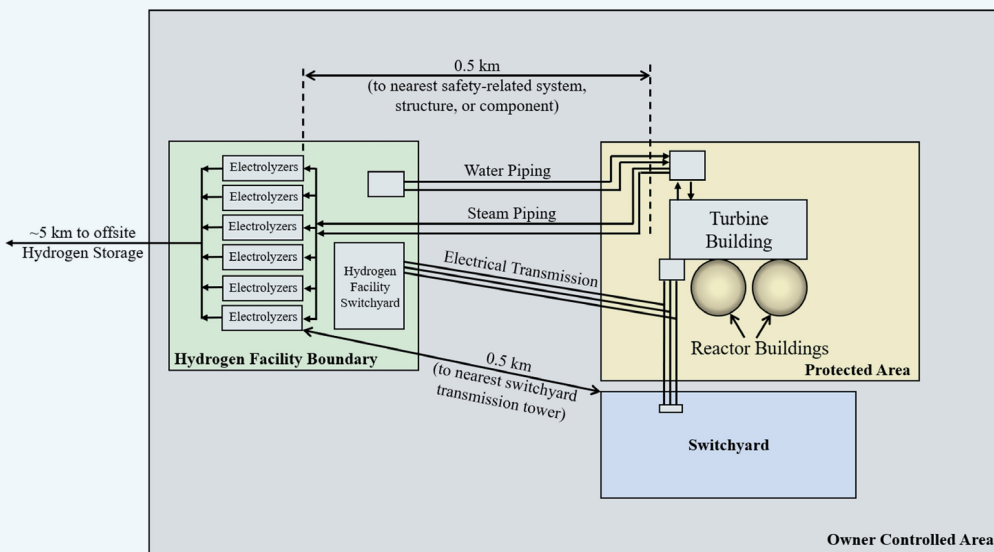 0.5 km
(to nearest safety-related system,
structure, or component)
Electrolyzers
Electrolyzers
Electrolyzers
Electrolyzers
Electrolyzers
Electrolyzers
Water Piping
Steam Piping
Turbine
Building
~5 km to offsite
Hydrogen Storage
Hydrogen
Facility
Switchyard
Electrical Transmission
Reactor Buildings
Hydrogen Facility Boundary
Protected Area
0.5 km
(to nearest switchyard
transmission tower)
Switchyard
Owner Controlled Area